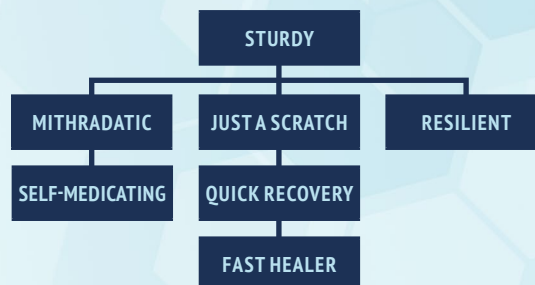 STURDY
MITHRADATIC
JUST A SCRATCH
RESILIENT
SELF-MEDICATING
QUICK RECOVERY
FAST HEALER